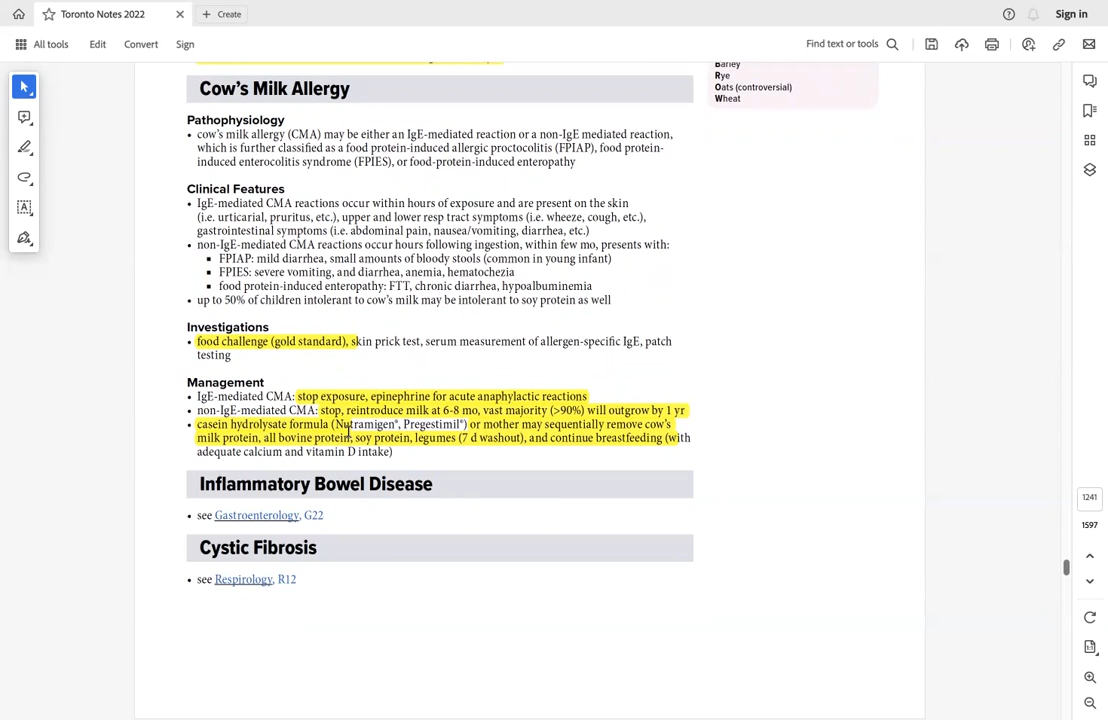 Toronto Notes 2022
Create
Sign in
All tools
Edit
Convert
Sign
Find text or tools
Barley
Rye
Oats (controversial)
Wheat
Cow's Milk Allergy
Pathophysiology
• cow's milk allergy (CMA) may be either an IgE-mediated reaction or a non-IgE mediated reaction,
which is further classified as a food protein-induced allergic proctocolitis (FPIAP), food protein-
induced enterocolitis syndrome (FPIES), or food-protein-induced enteropathy
Clinical Features
• IgE-mediated CMA reactions occur within hours of exposure and are present on the skin
(i.e. urticarial, pruritus, etc.), upper and lower resp tract symptoms (i.e. wheeze, cough, etc.),
gastrointestinal symptoms (i.e. abdominal pain, nausea/vomiting, diarrhea, etc.)
• non-IgE-mediated CMA reactions occur hours following ingestion, within few mo, presents with:
▪ FPIAP: mild diarrhea, small amounts of bloody stools (common in young infant)
▪ FPIES: severe vomiting, and diarrhea, anemia, hematochezia
▪ food protein-induced enteropathy: FTT, chronic diarrhea, hypoalbuminemia
• up to 50% of children intolerant to cow's milk may be intolerant to soy protein as well
Investigations
• food challenge (gold standard), skin prick test, serum measurement of allergen-specific IgE, patch
testing
Management
• IgE-mediated CMA: stop exposure, epinephrine for acute anaphylactic reactions
• non-IgE-mediated CMA: stop, reintroduce milk at 6-8 mo, vast majority (>90%) will outgrow by 1 yr
• casein hydrolysate formula (Nutramigen®, Pregestimil®) or mother may sequentially remove cow's
milk protein, all bovine protein, soy protein, legumes (7 d washout), and continue breastfeeding (with
adequate calcium and vitamin D intake)
Inflammatory Bowel Disease
• see Gastroenterology, G22
Cystic Fibrosis
• see Respirology, R12
1241
1597